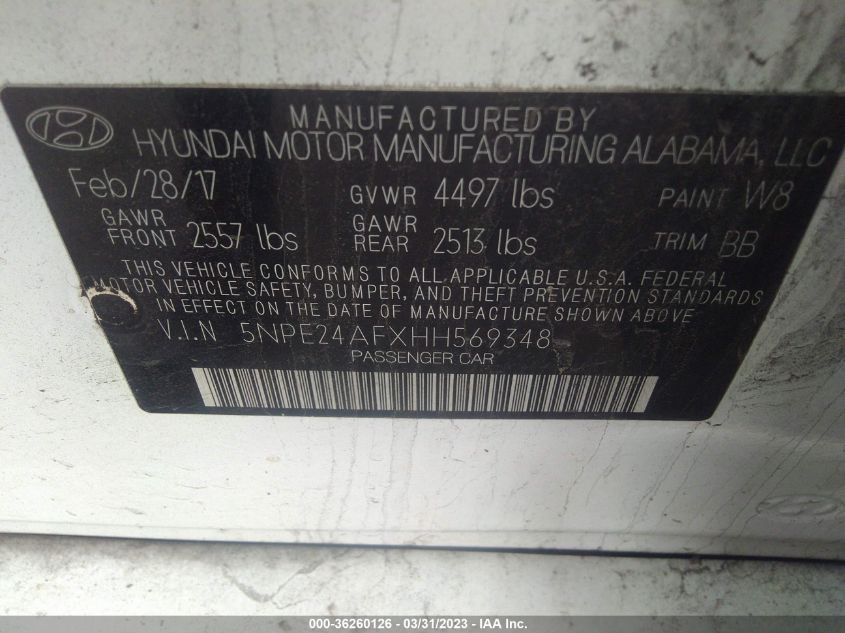 MANUFACTURED BY
HYUNDAI MOTOR MANUFACTURING ALABAMA, LLC
Feb/28/17 GVWR 4497 lbs PAINT W8
GAWR FRONT 2557 lbs GAWR REAR 2513 lbs TRIM BB
THIS VEHICLE CONFORMS TO ALL APPLICABLE U.S.A. FEDERAL
MOTOR VEHICLE SAFETY, BUMPER, AND THEFT PREVENTION STANDARDS
IN EFFECT ON THE DATE OF MANUFACTURE SHOWN ABOVE.
V.I.N 5NPE24AFXHH569348
PASSENGER CAR
000-36260126 - 03/31/2023 - IAA Inc.